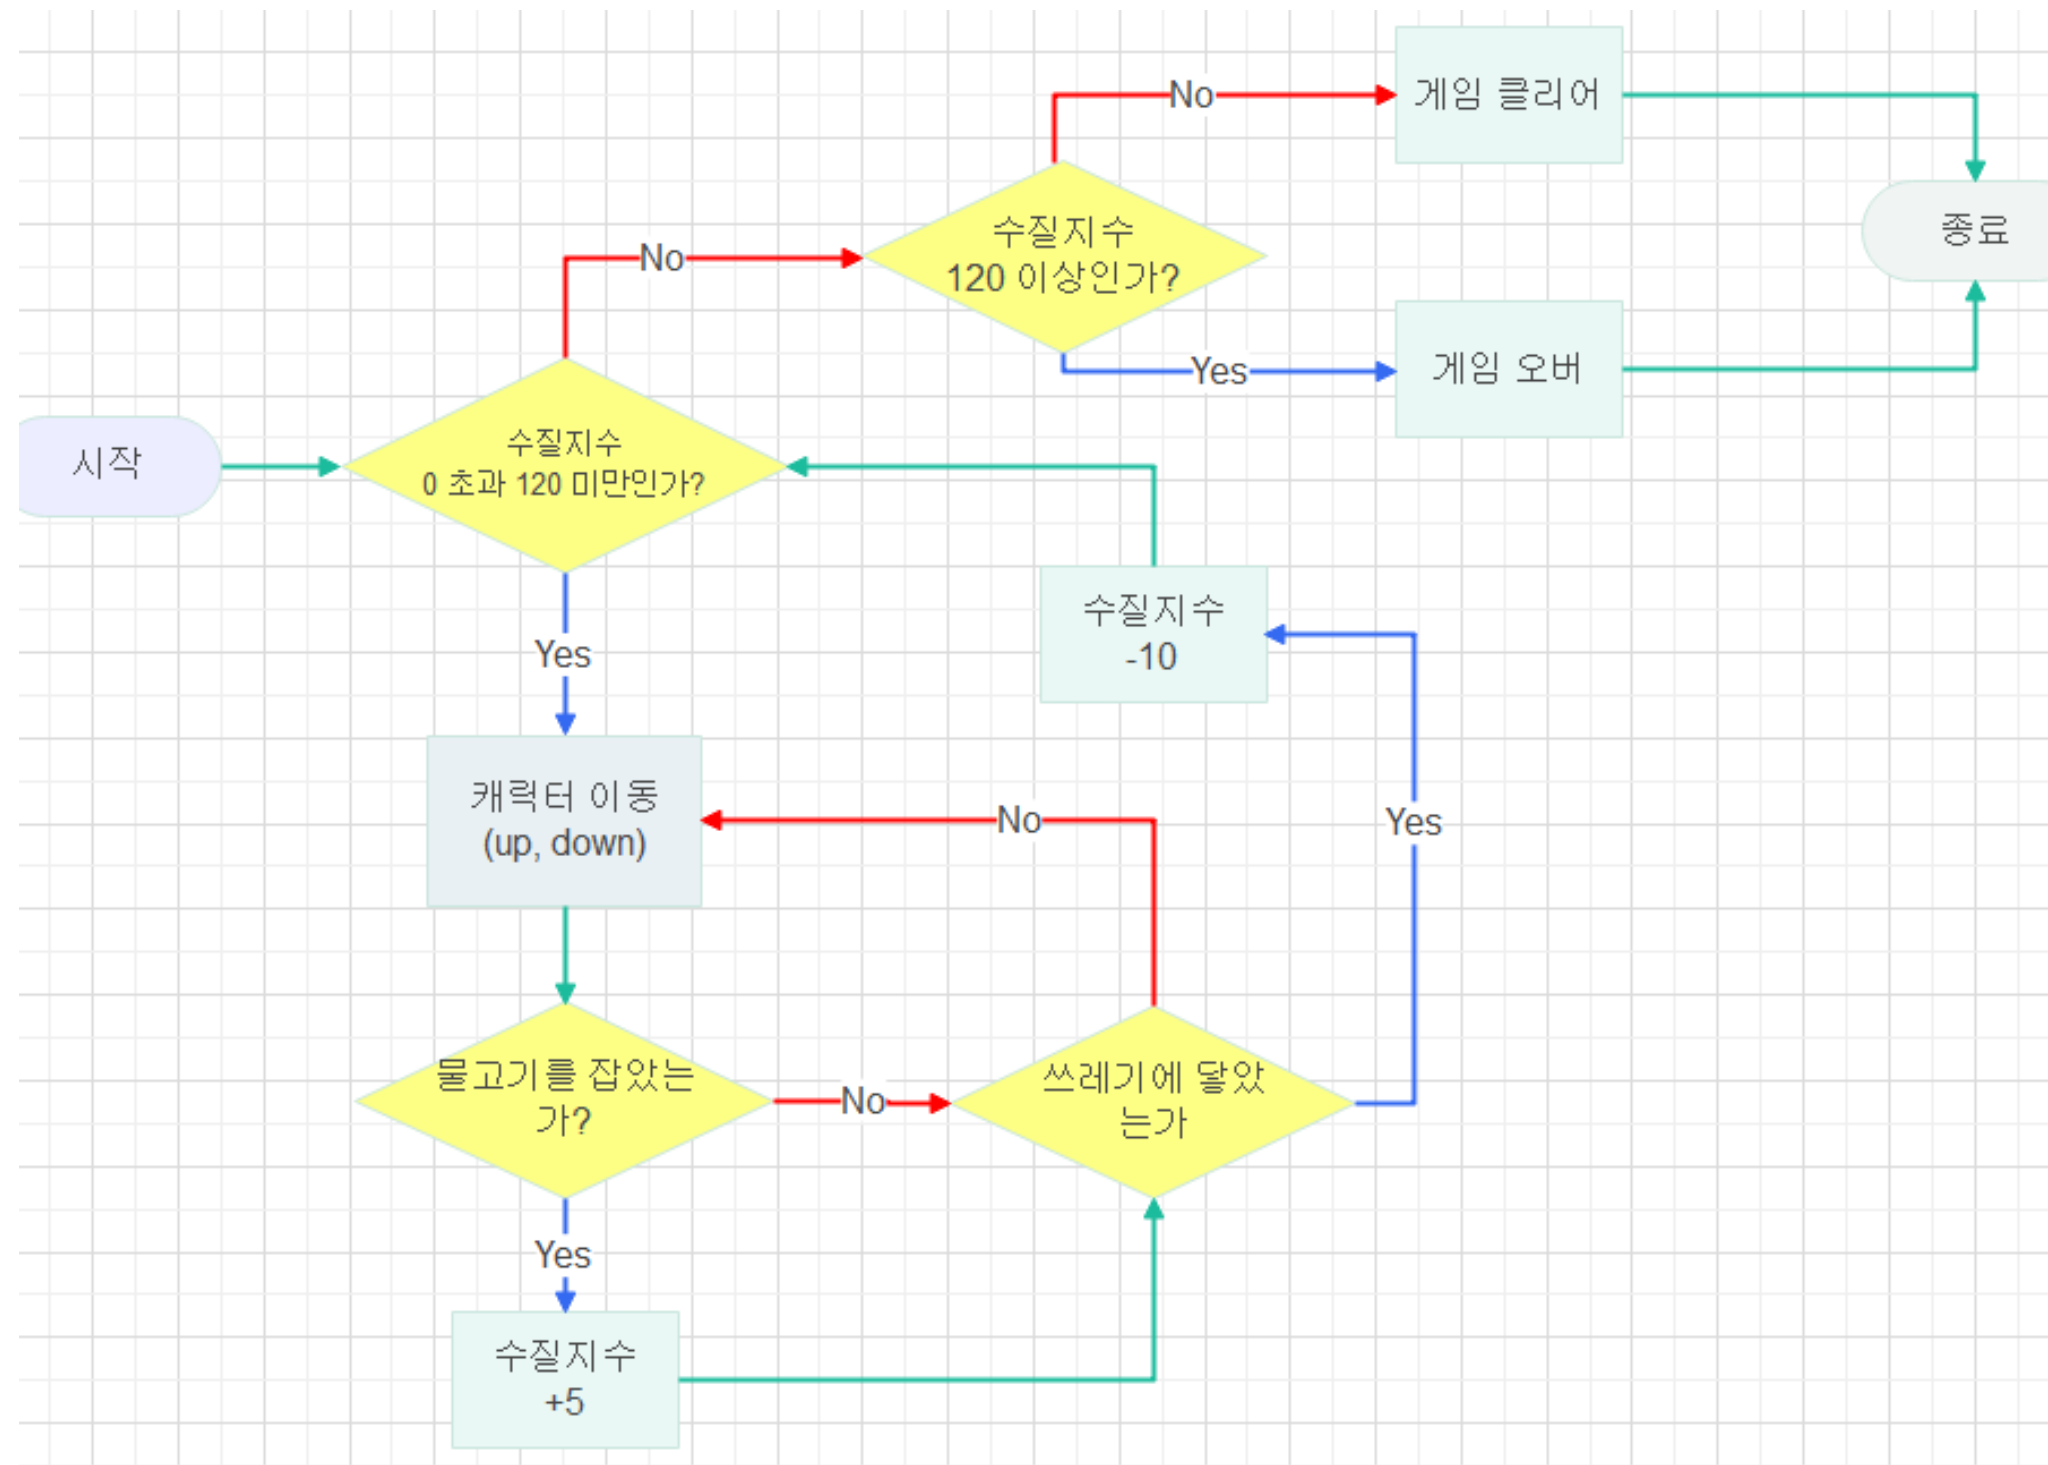 No
게임 클리어
수질지수
120 이상인가?
종료
No
Yes
게임 오버
시작
수질지수
0 초과 120 미만인가?
수질지수
-10
Yes
캐릭터 이동
(up, down)
No
Yes
물고기를 잡았는
가?
No
쓰레기에 닿았
는가
Yes
수질지수
+5